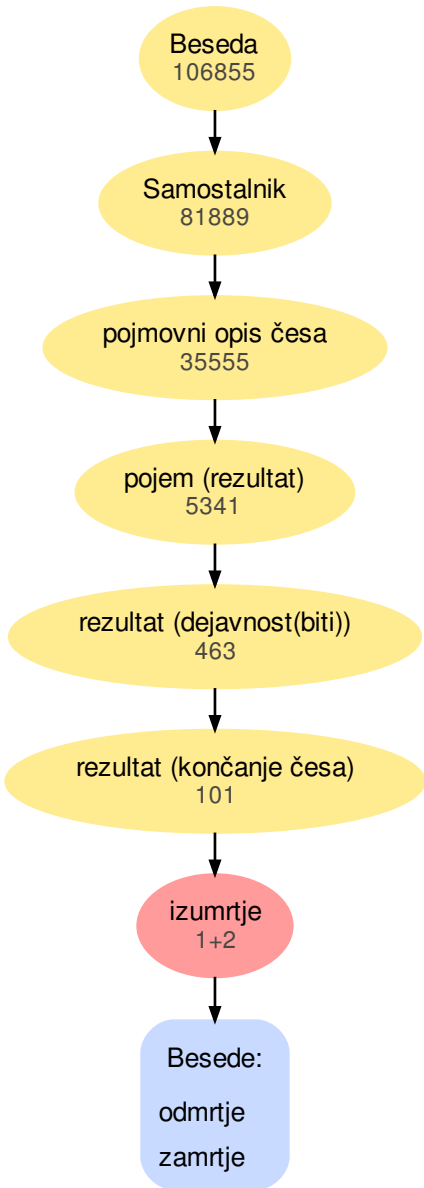 Beseda
106855
Samostalnik
81889
pojmovni opis česa
35555
pojem (rezultat)
5341
rezultat (dejavnost(biti))
463
rezultat (končanje česa)
101
izumrtje
1+2
Besede:
odmrtje
zamrtje